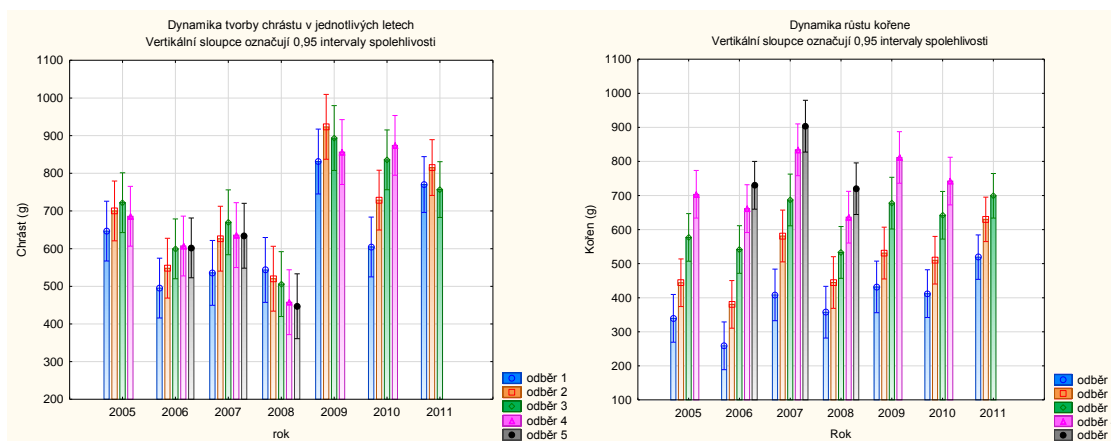 Dynamika tvorby chrástu v jednotlivých letech
Vertikální sloupce označují 0,95 intervaly spolehlivosti
1100
1000
900
800
700
600
500
400
300
200
Chrást (g)
2005 2006 2007 2008 2009 2010 2011
rok
odběr 1
odběr 2
odběr 3
odběr 4
odběr 5
Dynamika růstu kořene
Vertikální sloupce označují 0,95 intervaly spolehlivosti
1100
1000
900
800
700
600
500
400
300
200
100
Kořen (g)
2005 2006 2007 2008 2009 2010 2011
Rok
odběr
odběr
odběr
odběr
odběr